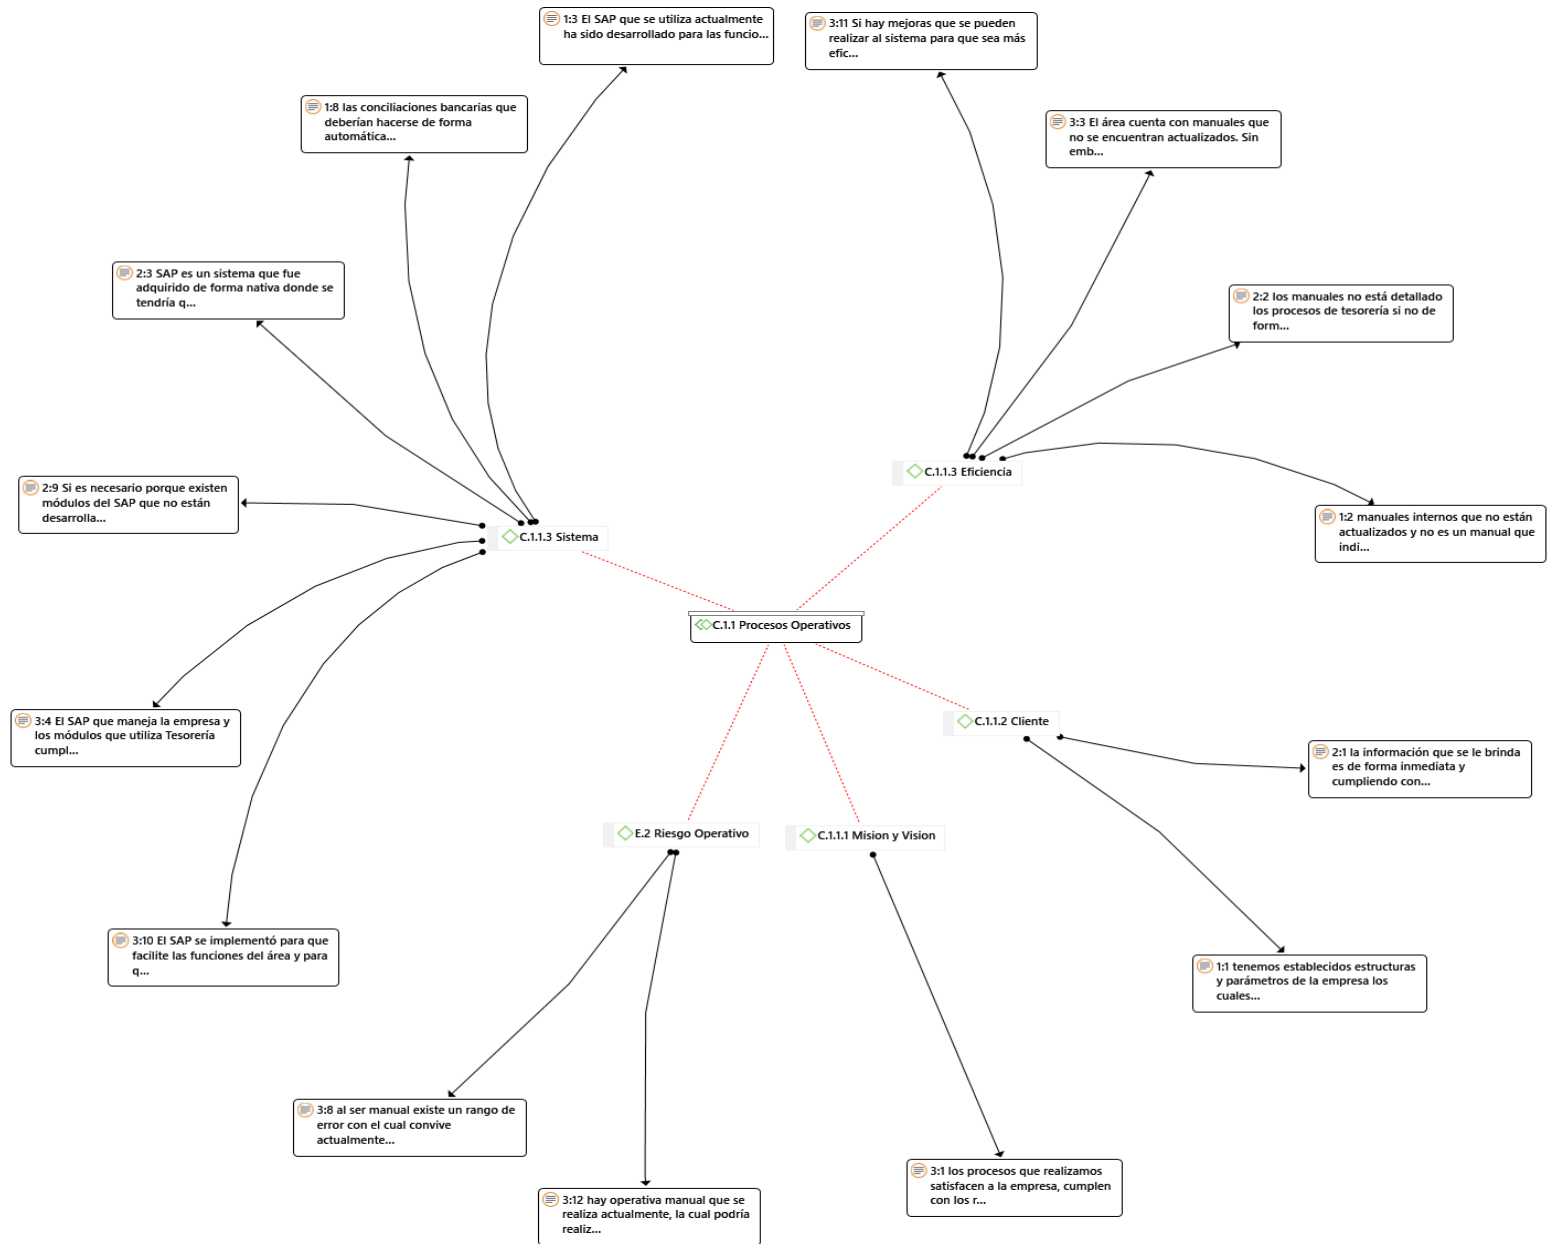 1:3 El SAP que se utiliza actualmente
ha sido desarrollado para las funcio...
3:11 Si hay mejoras que se pueden
realizar al sistema para que sea más
efic...
1:8 las conciliaciones bancarias que
deberían hacerse de forma
automática...
3:3 El área cuenta con manuales que
no se encuentran actualizados. Sin
emb...
2:3 SAP es un sistema que fue
adquirido de forma nativa donde se
tendría q...
2:2 los manuales no está detallado
los procesos de tesorería si no de
form...
C.1.1.3 Eficiencia
2:9 Si es necesario porque existen
módulos del SAP que no están
desarrolla...
1:2 manuales internos que no están
actualizados y no es un manual que
indi...
C.1.1.3 Sistema
C.1.1 Procesos Operativos
3:4 El SAP que maneja la empresa y
los módulos que utiliza Tesorería
cumpl...
C.1.1.2 Cliente
2:1 la información que se le brinda
es de forma inmediata y
cumpliendo con...
E.2 Riesgo Operativo
C.1.1.1 Mision y Vision
3:10 El SAP se implementó para que
facilite las funciones del área y para
q...
1:1 tenemos establecidos estructuras
y parámetros de la empresa los
cuales...
3:8 al ser manual existe un rango de
error con el cual convive
actualmente...
3:1 los procesos que realizamos
satisfacen a la empresa, cumplen
con los r...
3:12 hay operativa manual que se
realiza actualmente, la cual podría
realiz...